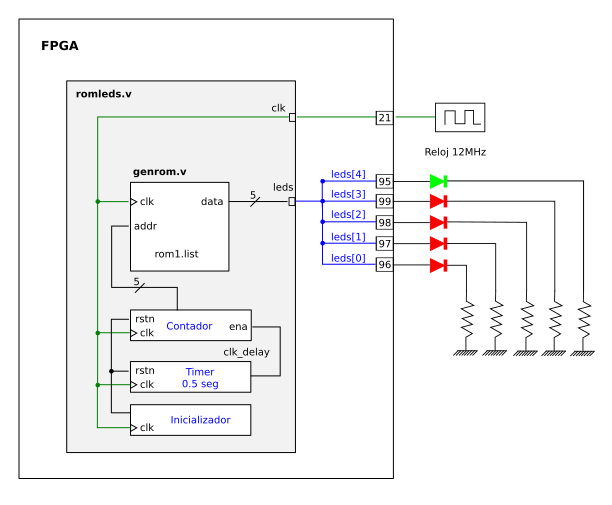 FPGA
romleds.v
clk
21
Reloj 12MHz
genrom.v
clk
data
5
leds
addr
rom1.list
leds[4]
95
leds[3]
99
leds[2]
98
leds[1]
97
leds[0]
96
5
rstn
Contador
ena
clk
clk_delay
rstn
Timer
clk
0.5 seg
Inicializador
clk